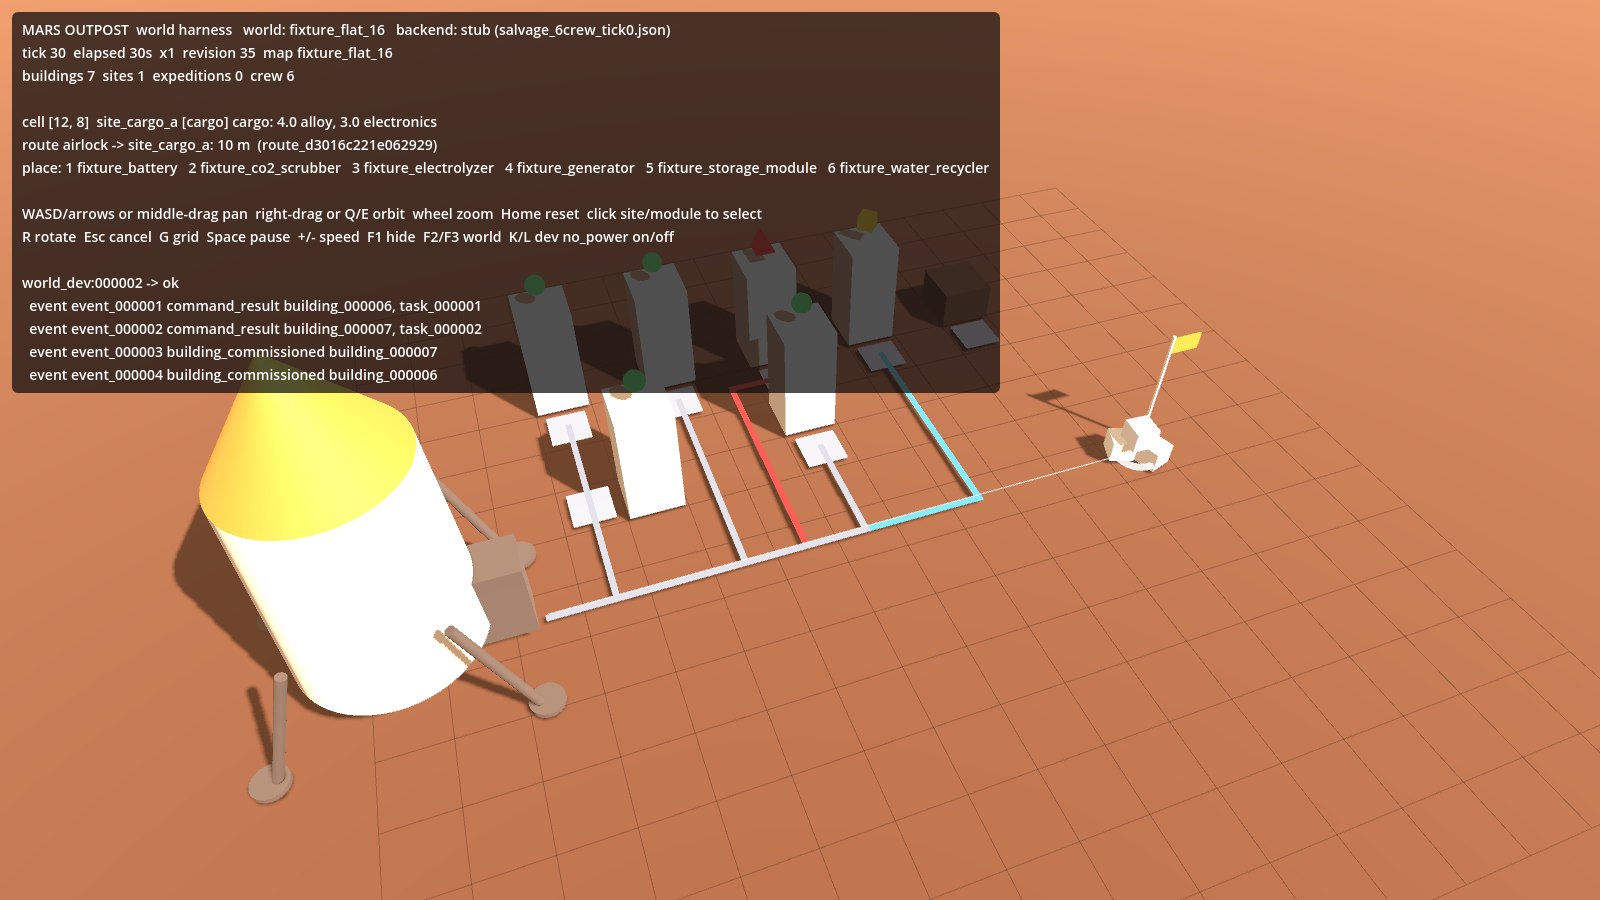 MARS OUTPOST world harness world: fixture_flat_16 backend: stub (salvage_6crew_tick0.json)
tick 30 elapsed 30s x1 revision 35 map fixture_flat_16
buildings 7 sites 1 expeditions 0 crew 6
cell [12, 8] site_cargo_a [cargo] cargo: 4.0 alloy, 3.0 electronics
route airlock -> site_cargo_a: 10 m (route_d3016c221e062929)
place: 1 fixture_battery 2 fixture_co2_scrubber 3 fixture_electrolyzer 4 fixture_generator 5 fixture_storage_module 6 fixture_water_recycler
WASD/arrows or middle-drag pan right-drag or Q/E orbit wheel zoom Home reset click site/module to select
R rotate Esc cancel G grid Space pause +/- speed F1 hide F2/F3 world K/L dev no_power on/off
world_dev:000002 -> ok
event event_000001 command_result building_000006, task_000001
event event_000002 command_result building_000007, task_000002
event event_000003 building_commissioned building_000007
event event_000004 building_commissioned building_000006